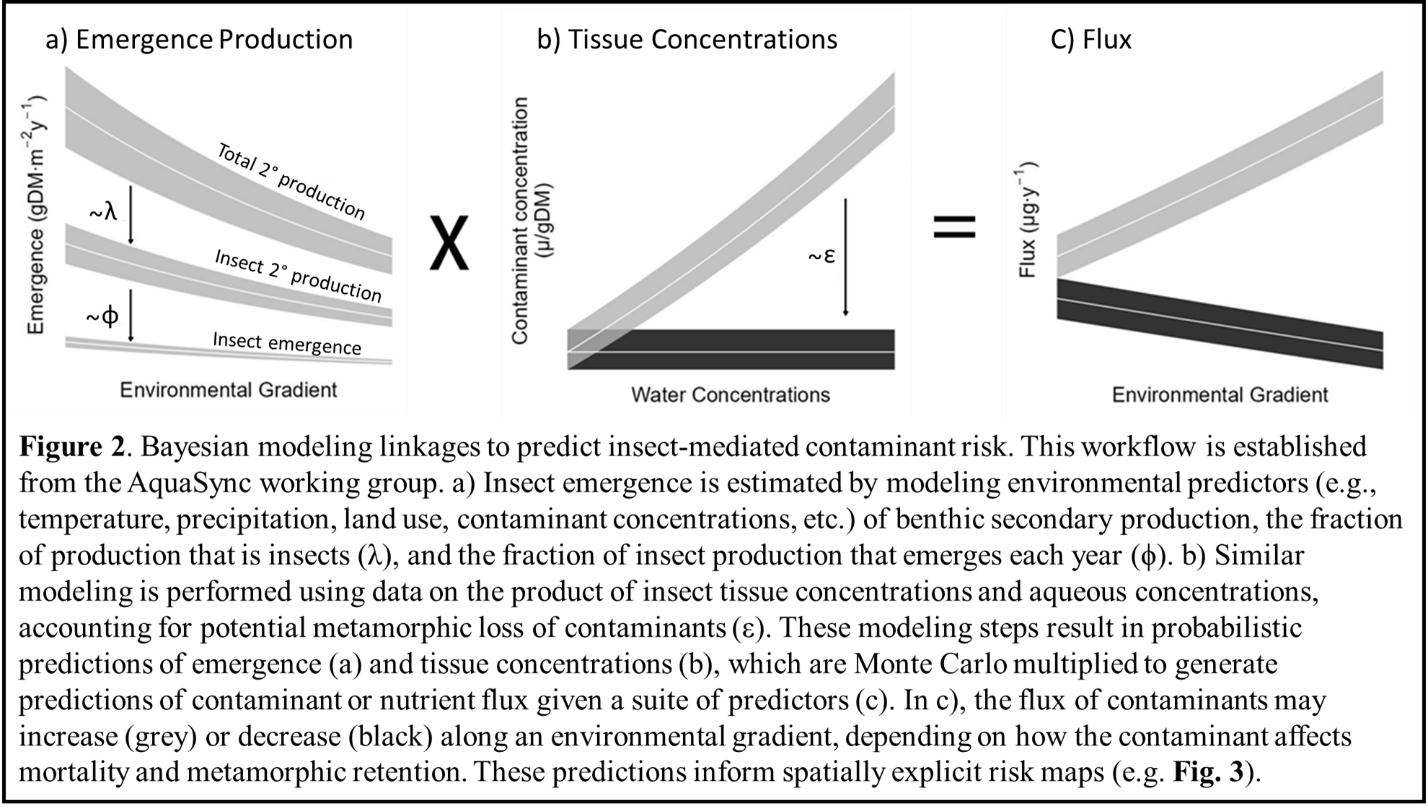 a) Emergence Production
b) Tissue Concentrations
C) Flux
Emergence (gDM·m⁻²y⁻¹)
Total 2° production
~λ
Insect 2° production
~ϕ
Insect emergence
Environmental Gradient
X
Contaminant concentration
(μ/gDM)
~ε
Water Concentrations
=
Flux (μg·y⁻¹)
Environmental Gradient
Figure 2. Bayesian modeling linkages to predict insect-mediated contaminant risk. This workflow is established
from the AquaSync working group. a) Insect emergence is estimated by modeling environmental predictors (e.g.,
temperature, precipitation, land use, contaminant concentrations, etc.) of benthic secondary production, the fraction
of production that is insects (λ), and the fraction of insect production that emerges each year (ϕ). b) Similar
modeling is performed using data on the product of insect tissue concentrations and aqueous concentrations,
accounting for potential metamorphic loss of contaminants (ε). These modeling steps result in probabilistic
predictions of emergence (a) and tissue concentrations (b), which are Monte Carlo multiplied to generate
predictions of contaminant or nutrient flux given a suite of predictors (c). In c), the flux of contaminants may
increase (grey) or decrease (black) along an environmental gradient, depending on how the contaminant affects
mortality and metamorphic retention. These predictions inform spatially explicit risk maps (e.g. Fig. 3).